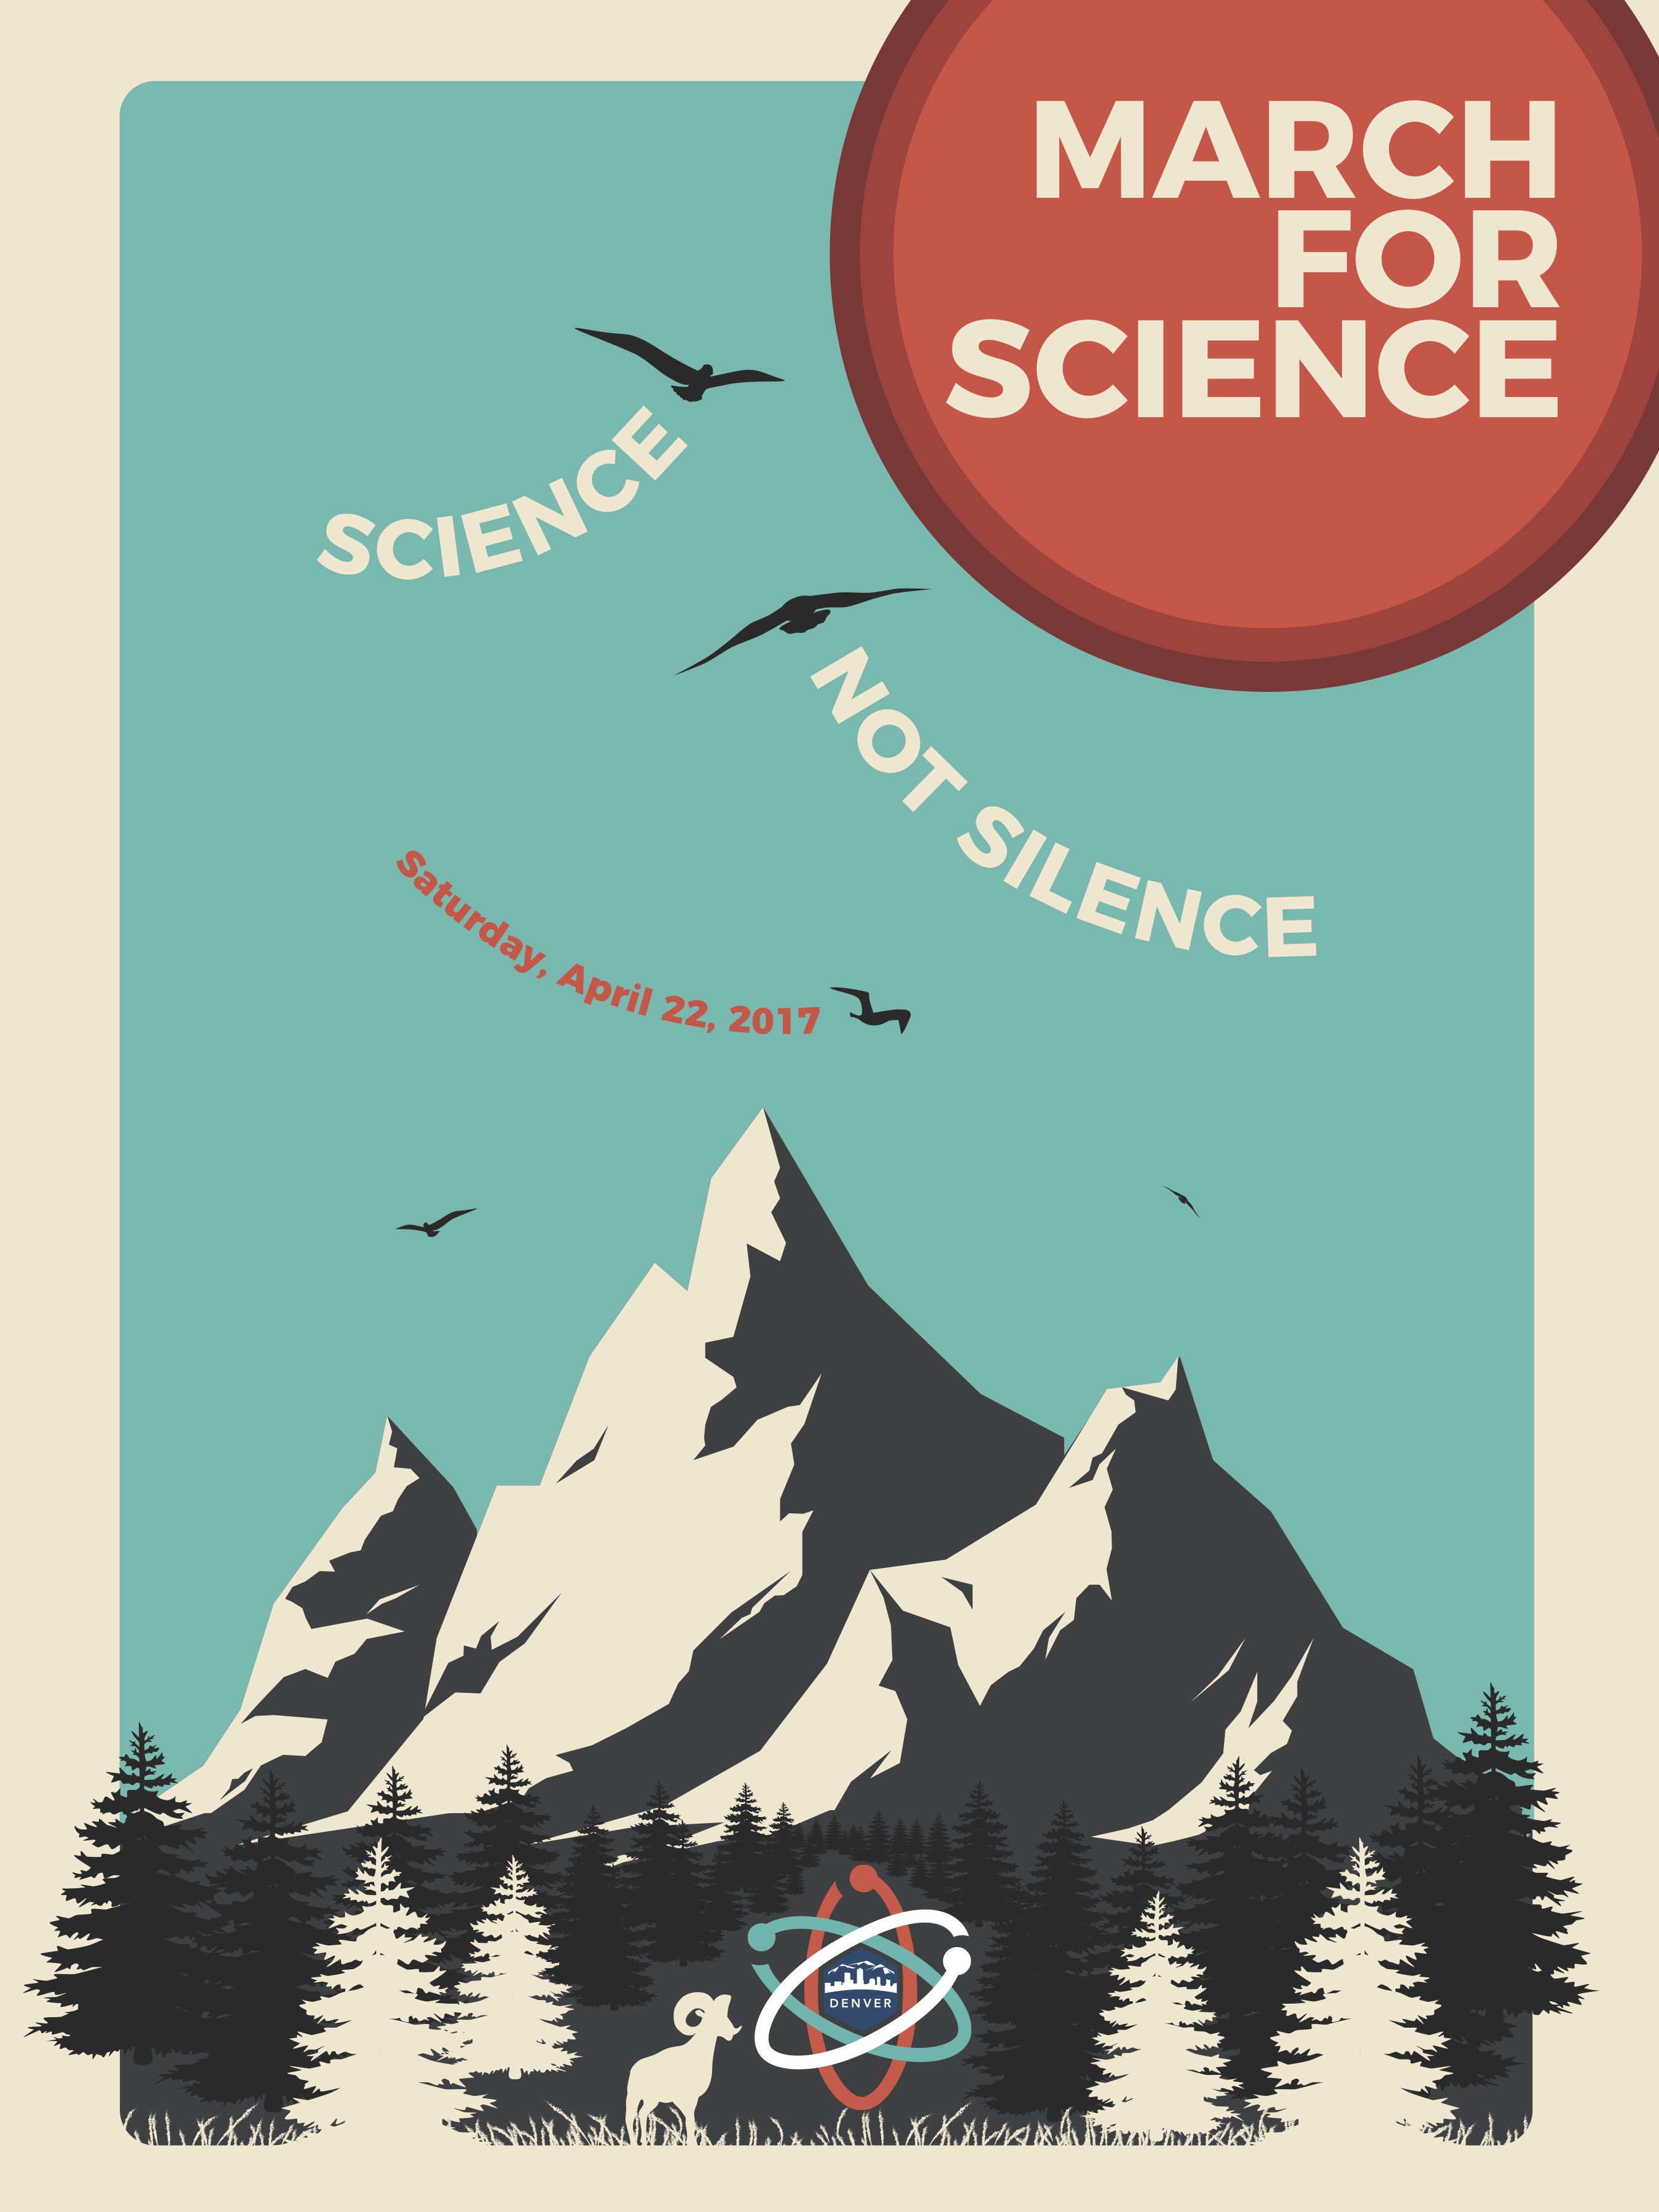 MARCH
FOR
SCIENCE
SCIENCE
NOT SILENCE
Saturday, April 22, 2017
DENVER